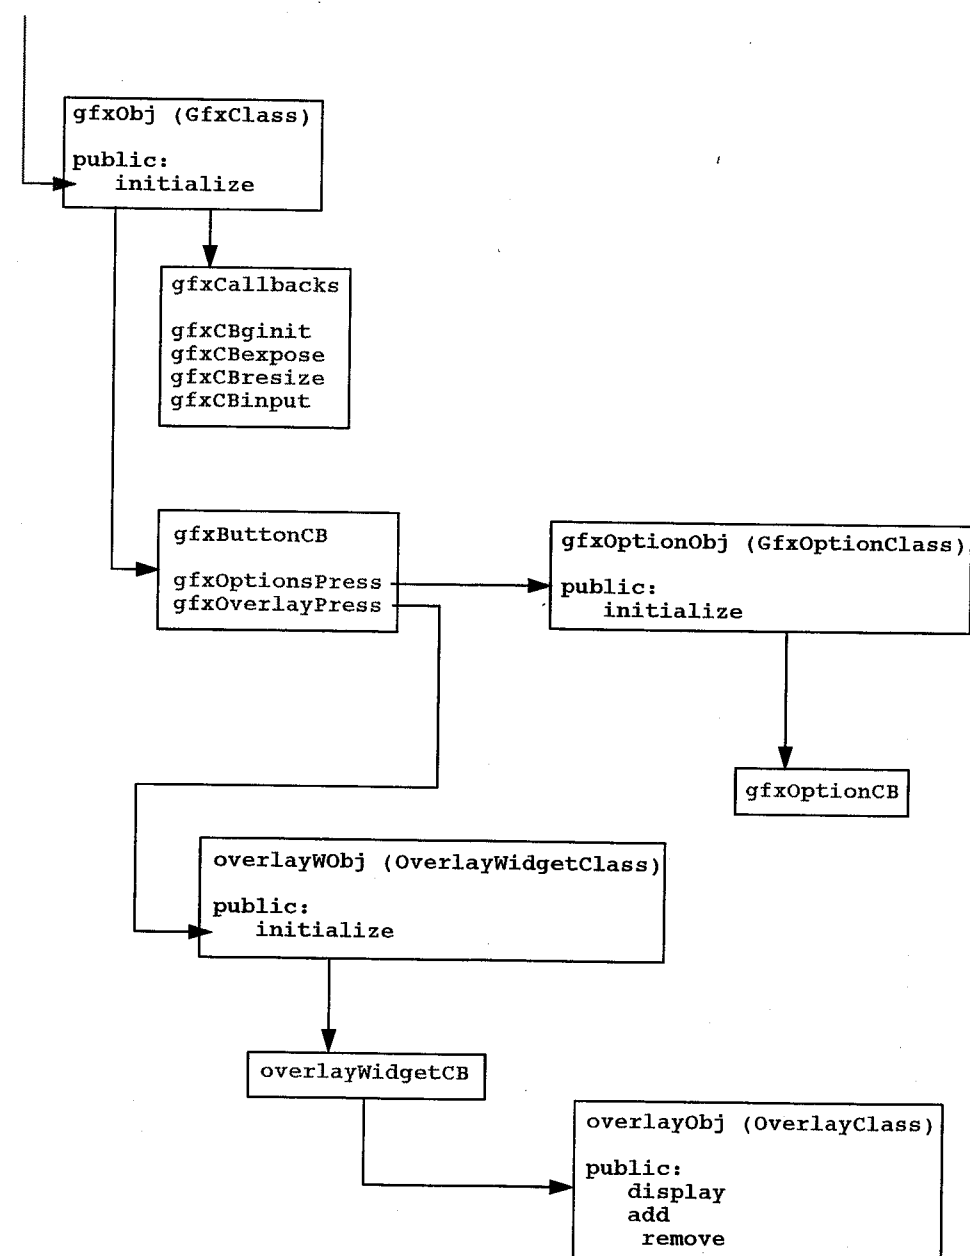 gfxObj (GfxClass)
public:
initialize
gfxCallbacks
gfxCBginit
gfxCBexpose
gfxCBresize
gfxCBinput
gfxButtonCB
gfxOptionsPress
gfxOverlayPress
gfxOptionObj (GfxOptionClass)
public:
initialize
gfxOptionCB
overlayWObj (OverlayWidgetClass)
public:
initialize
overlayWidgetCB
overlayObj (OverlayClass)
public:
display
add
remove